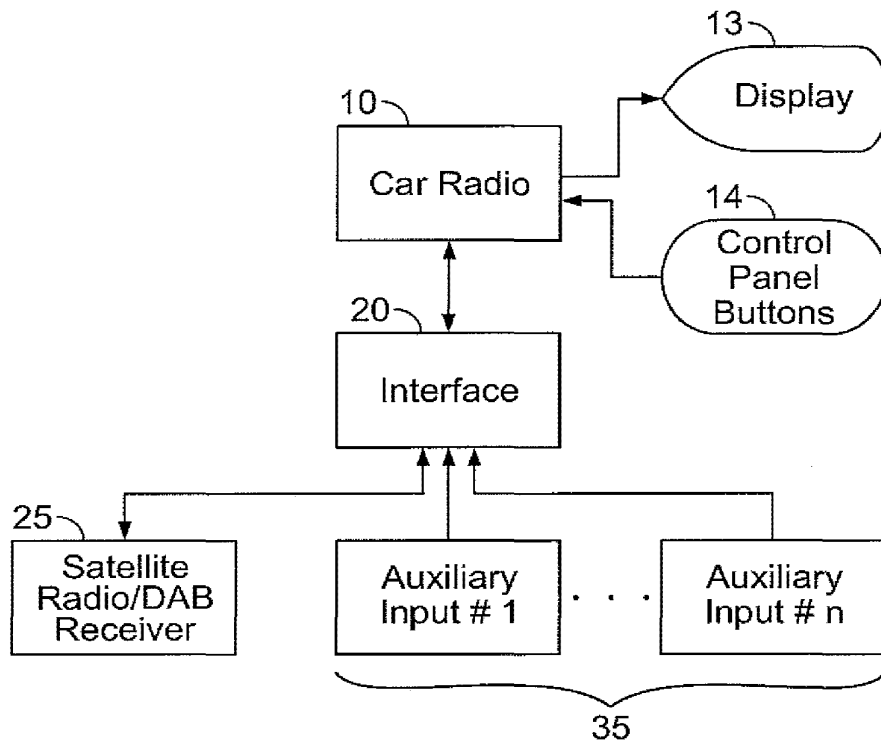 13
Display
10
Car Radio
14
Control
Panel
Buttons
20
Interface
25
Satellite
Radio/DAB
Receiver
Auxiliary
Input # 1
. . .
Auxiliary
Input # n
35